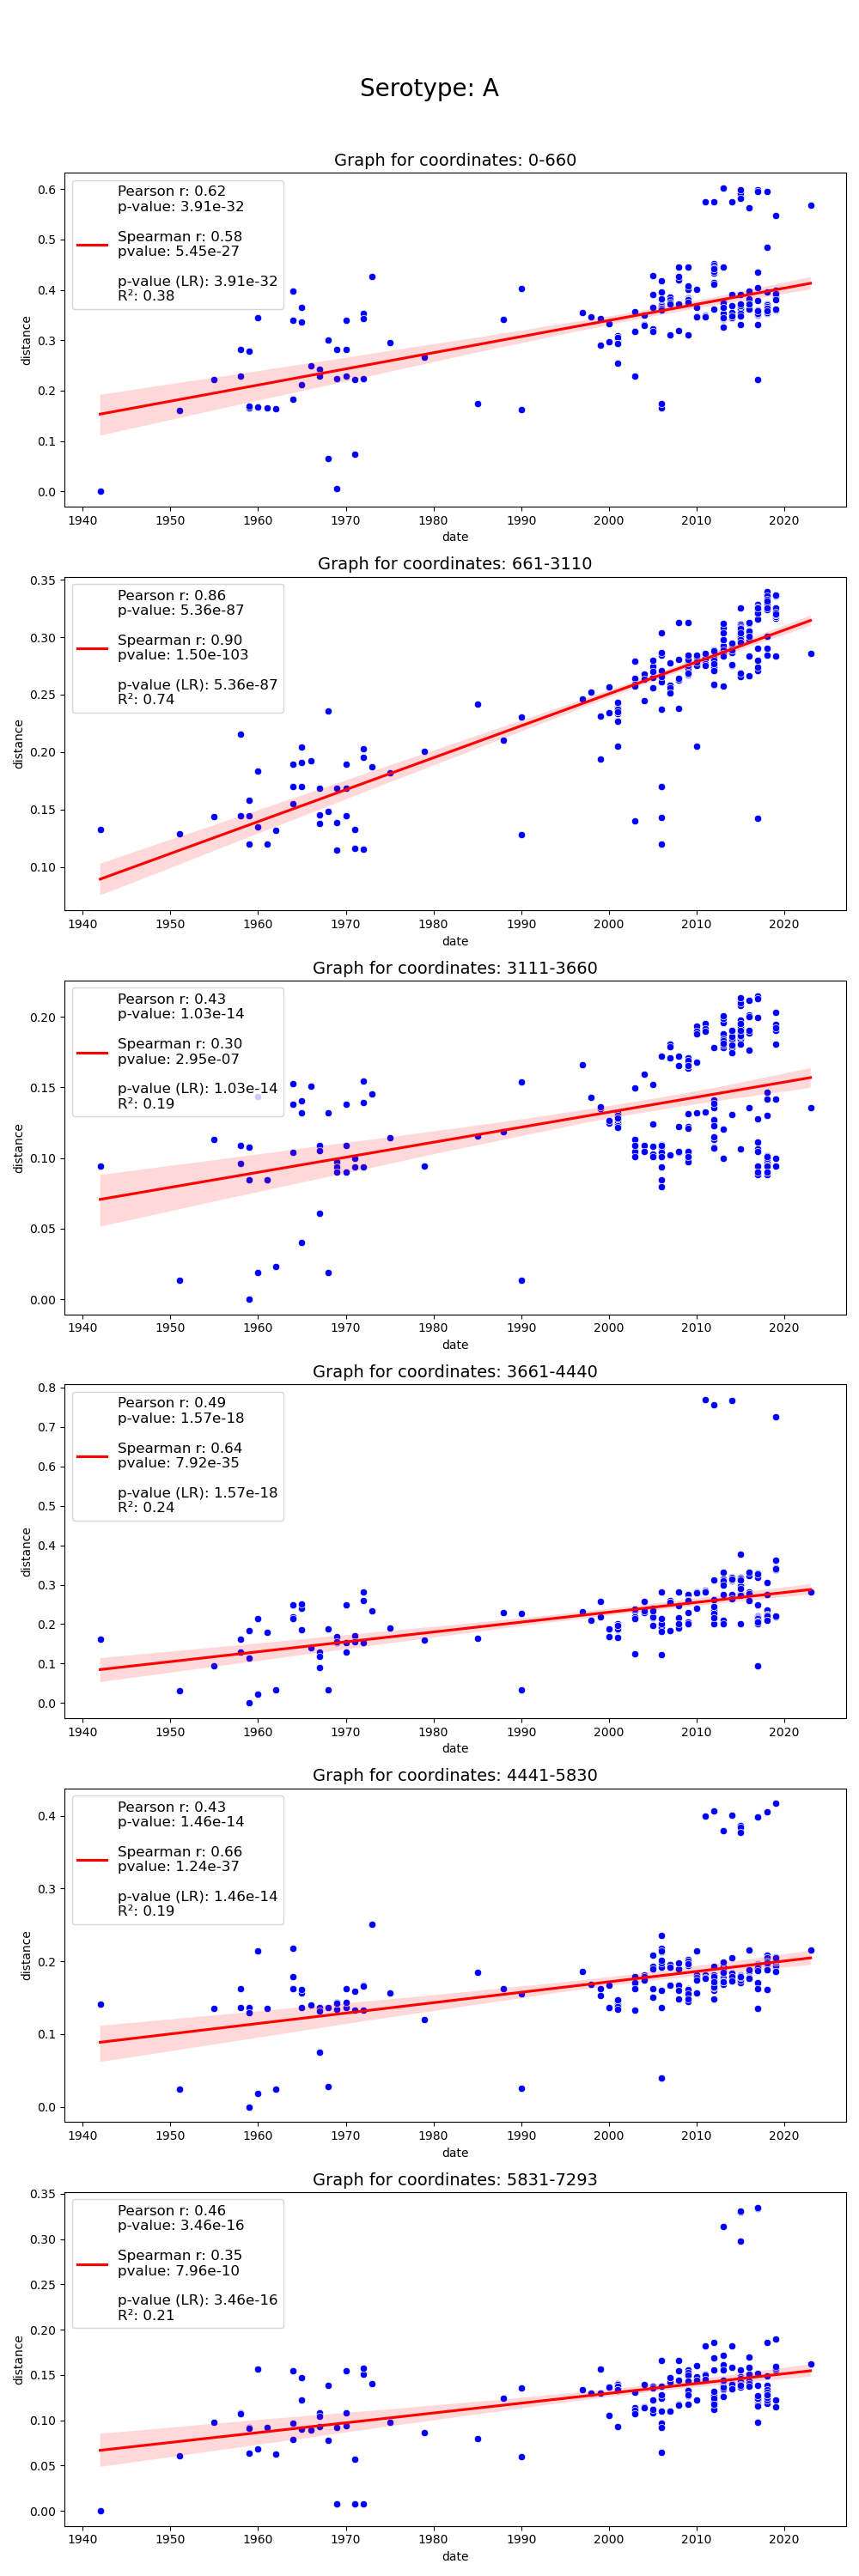 Serotype: A
Graph for coordinates: 0-660
Pearson r: 0.62
p-value: 3.91e-32
Spearman r: 0.58
pvalue: 5.45e-27
p-value (LR): 3.91e-32
R²: 0.38
distance
0.6
0.5
0.4
0.3
0.2
0.1
0.0
1940 1950 1960 1970 1980 1990 2000 2010 2020
date
Graph for coordinates: 661-3110
Pearson r: 0.86
p-value: 5.36e-87
Spearman r: 0.90
pvalue: 1.50e-103
p-value (LR): 5.36e-87
R²: 0.74
distance
0.35
0.30
0.25
0.20
0.15
0.10
1940 1950 1960 1970 1980 1990 2000 2010 2020
date
Graph for coordinates: 3111-3660
Pearson r: 0.43
p-value: 1.03e-14
Spearman r: 0.30
pvalue: 2.95e-07
p-value (LR): 1.03e-14
R²: 0.19
distance
0.20
0.15
0.10
0.05
0.00
1940 1950 1960 1970 1980 1990 2000 2010 2020
date
Graph for coordinates: 3661-4440
Pearson r: 0.49
p-value: 1.57e-18
Spearman r: 0.64
pvalue: 7.92e-35
p-value (LR): 1.57e-18
R²: 0.24
distance
0.8
0.7
0.6
0.5
0.4
0.3
0.2
0.1
0.0
1940 1950 1960 1970 1980 1990 2000 2010 2020
date
Graph for coordinates: 4441-5830
Pearson r: 0.43
p-value: 1.46e-14
Spearman r: 0.66
pvalue: 1.24e-37
p-value (LR): 1.46e-14
R²: 0.19
distance
0.4
0.3
0.2
0.1
0.0
1940 1950 1960 1970 1980 1990 2000 2010 2020
date
Graph for coordinates: 5831-7293
Pearson r: 0.46
p-value: 3.46e-16
Spearman r: 0.35
pvalue: 7.96e-10
p-value (LR): 3.46e-16
R²: 0.21
distance
0.35
0.30
0.25
0.20
0.15
0.10
0.05
0.00
1940 1950 1960 1970 1980 1990 2000 2010 2020
date